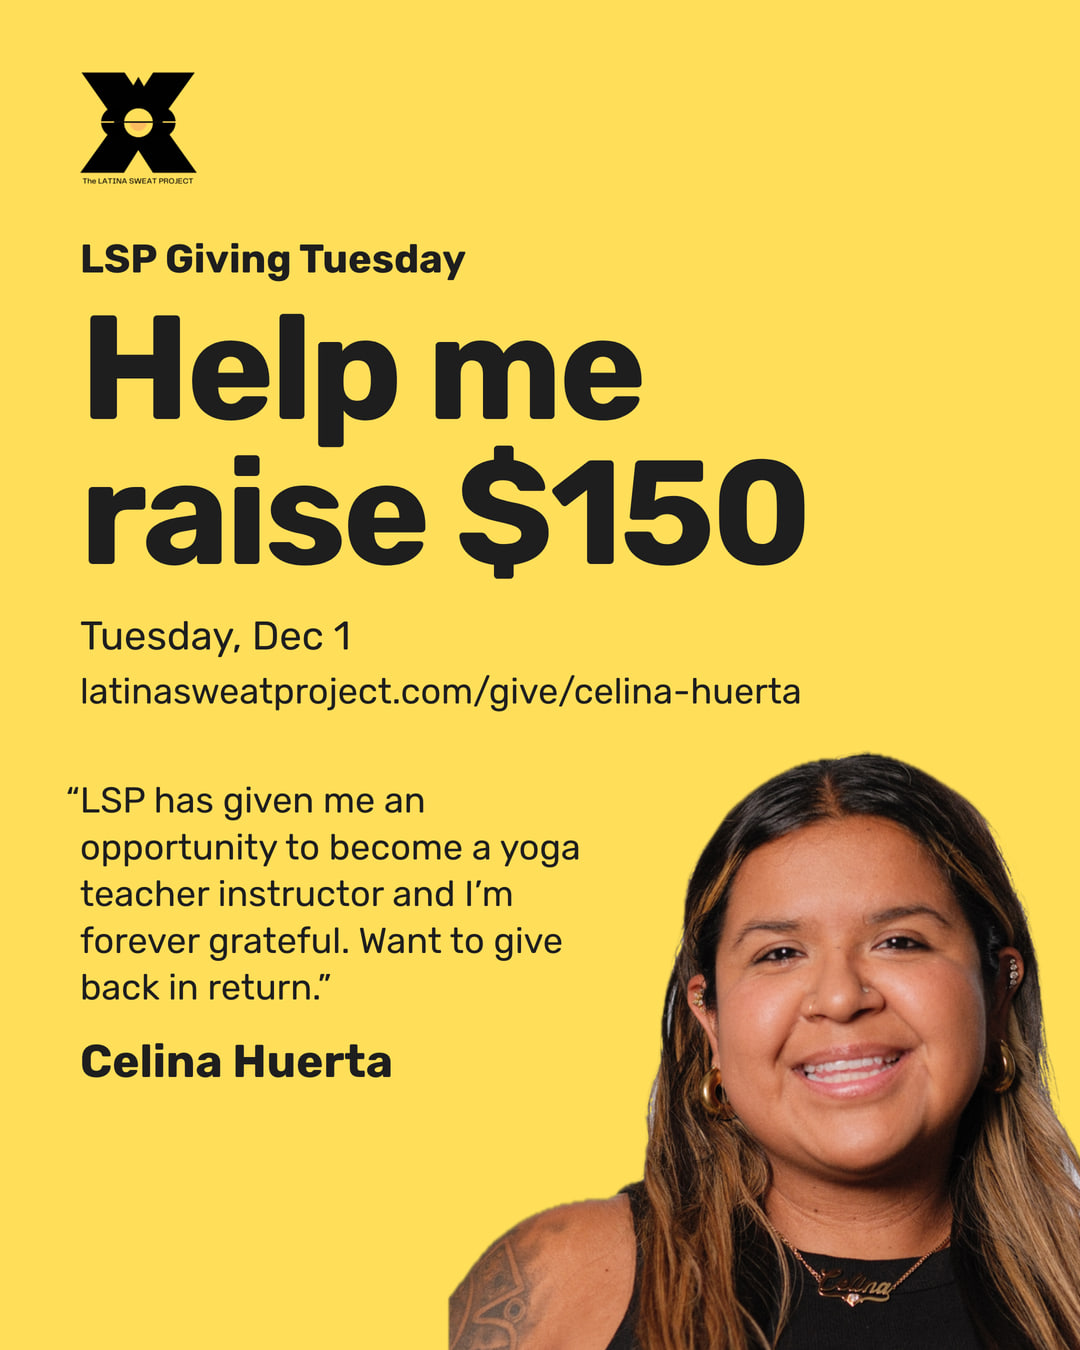 The LATINA SWEAT PROJECT
LSP Giving Tuesday
Help me
raise $150
Tuesday, Dec 1
latinasweatproject.com/give/celina-huerta
“LSP has given me an
opportunity to become a yoga
teacher instructor and I’m
forever grateful. Want to give
back in return.”
Celina Huerta
Celina